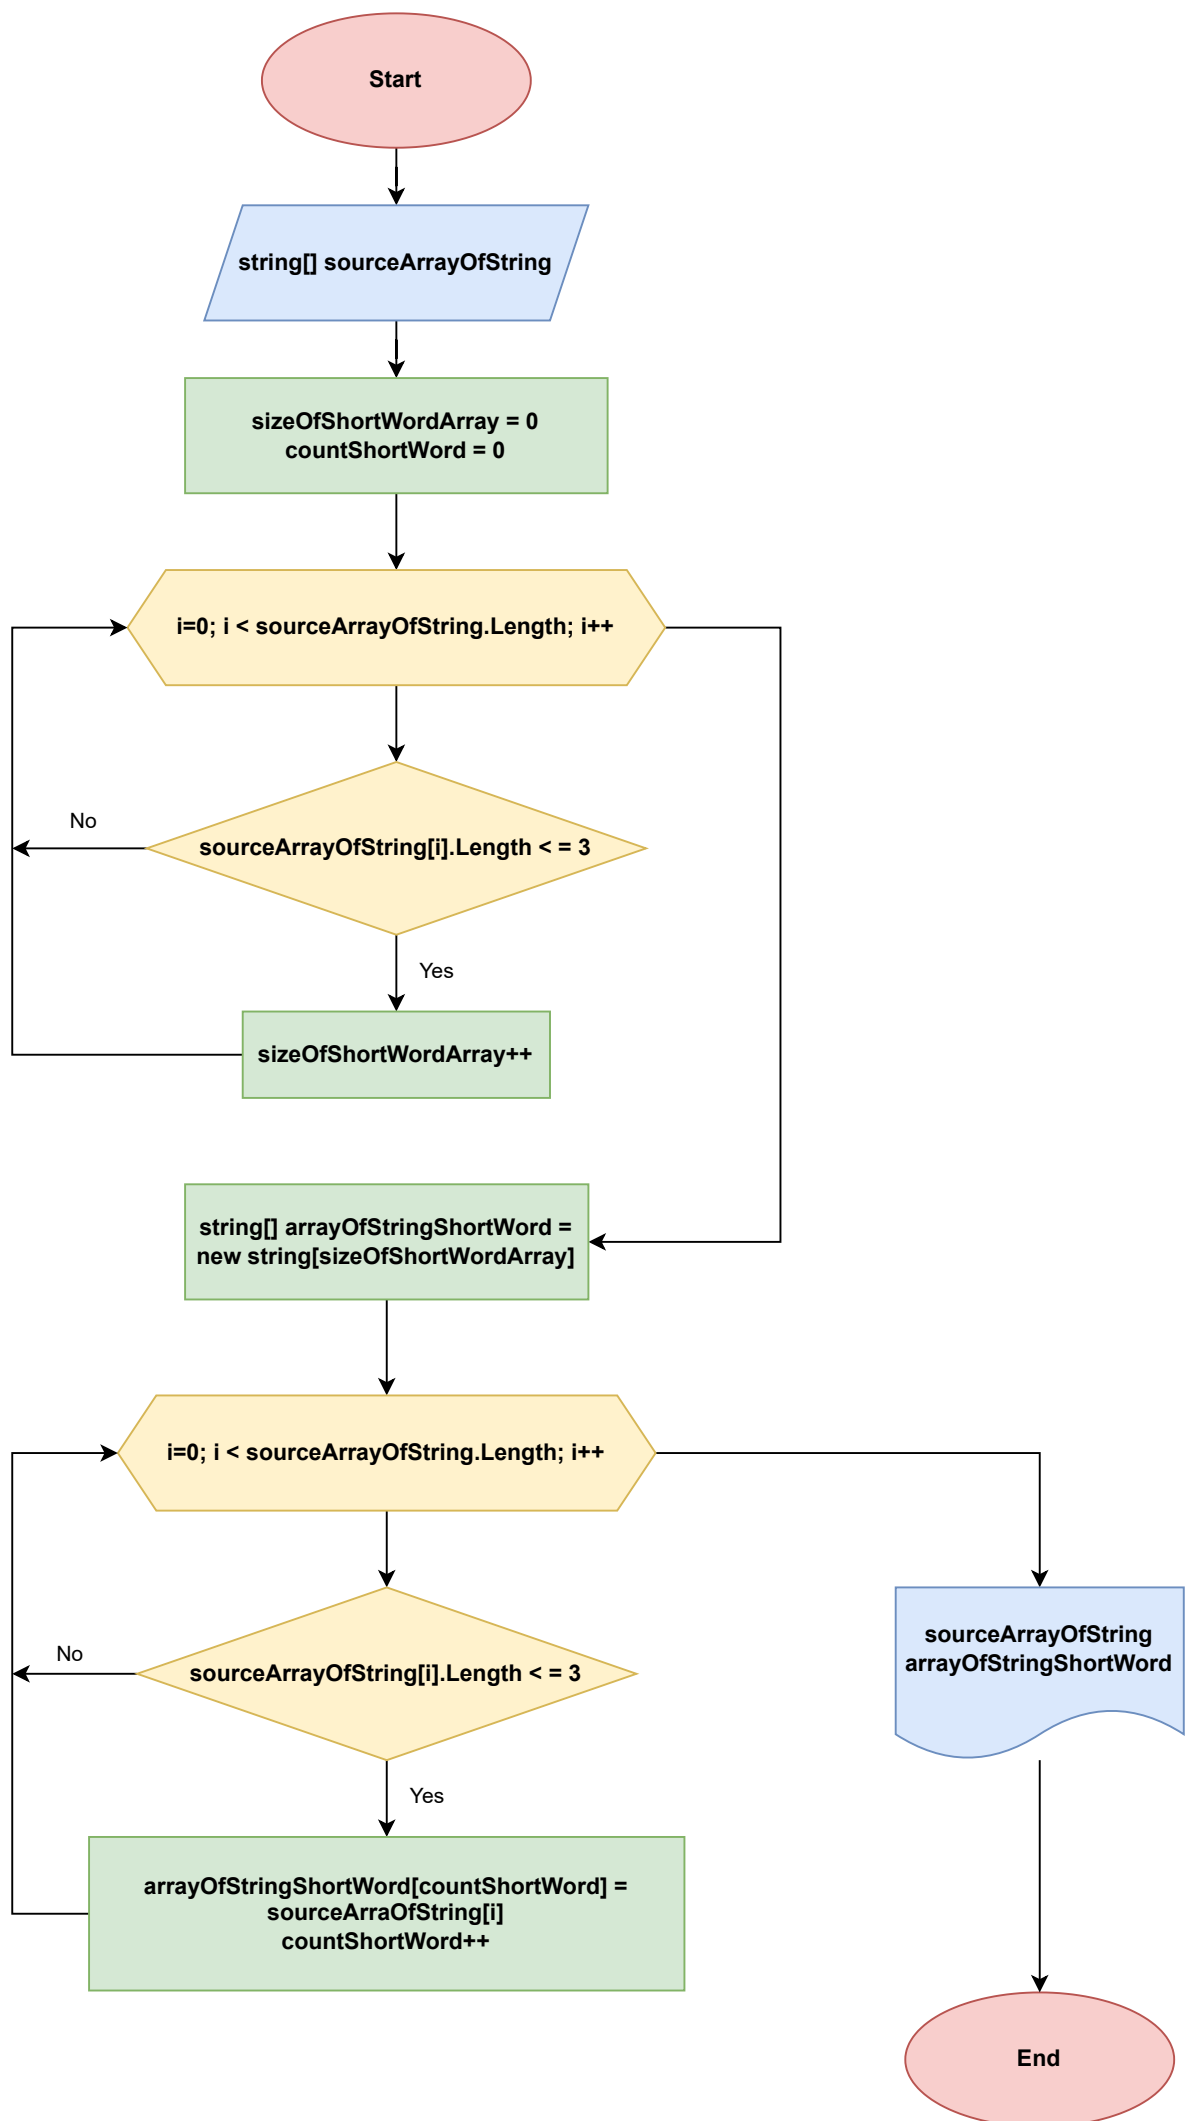 Start
string[] sourceArrayOfString
sizeOfShortWordArray = 0
countShortWord = 0
i=0; i < sourceArrayOfString.Length; i++
No
sourceArrayOfString[i].Length < = 3
Yes
sizeOfShortWordArray++
string[] arrayOfStringShortWord =
new string[sizeOfShortWordArray]
i=0; i < sourceArrayOfString.Length; i++
No
sourceArrayOfString[i].Length < = 3
Yes
arrayOfStringShortWord[countShortWord] =
sourceArraOfString[i]
countShortWord++
sourceArrayOfString
arrayOfStringShortWord
End